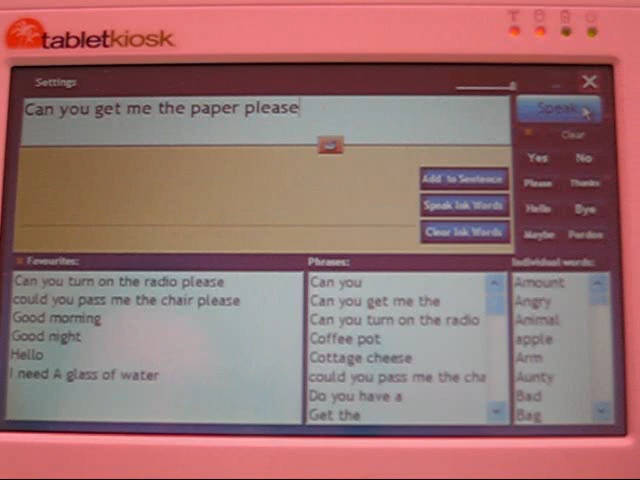 tabletkiosk
Settings
Can you get me the paper please
Speak
Clear
Yes No
Please Thanks
Hello Bye
Maybe Pardon
Add to Sentence
Speak Ink Words
Clear Ink Words
Favourites:
Can you turn on the radio please
could you pass me the chair please
Good morning
Good night
Hello
I need A glass of water
Phrases:
Can you
Can you get me the
Can you turn on the radio
Coffee pot
Cottage cheese
could you pass me the cha
Do you have a
Get the
Individual words:
Amount
Angry
Animal
apple
Arm
Aunty
Bad
Bag